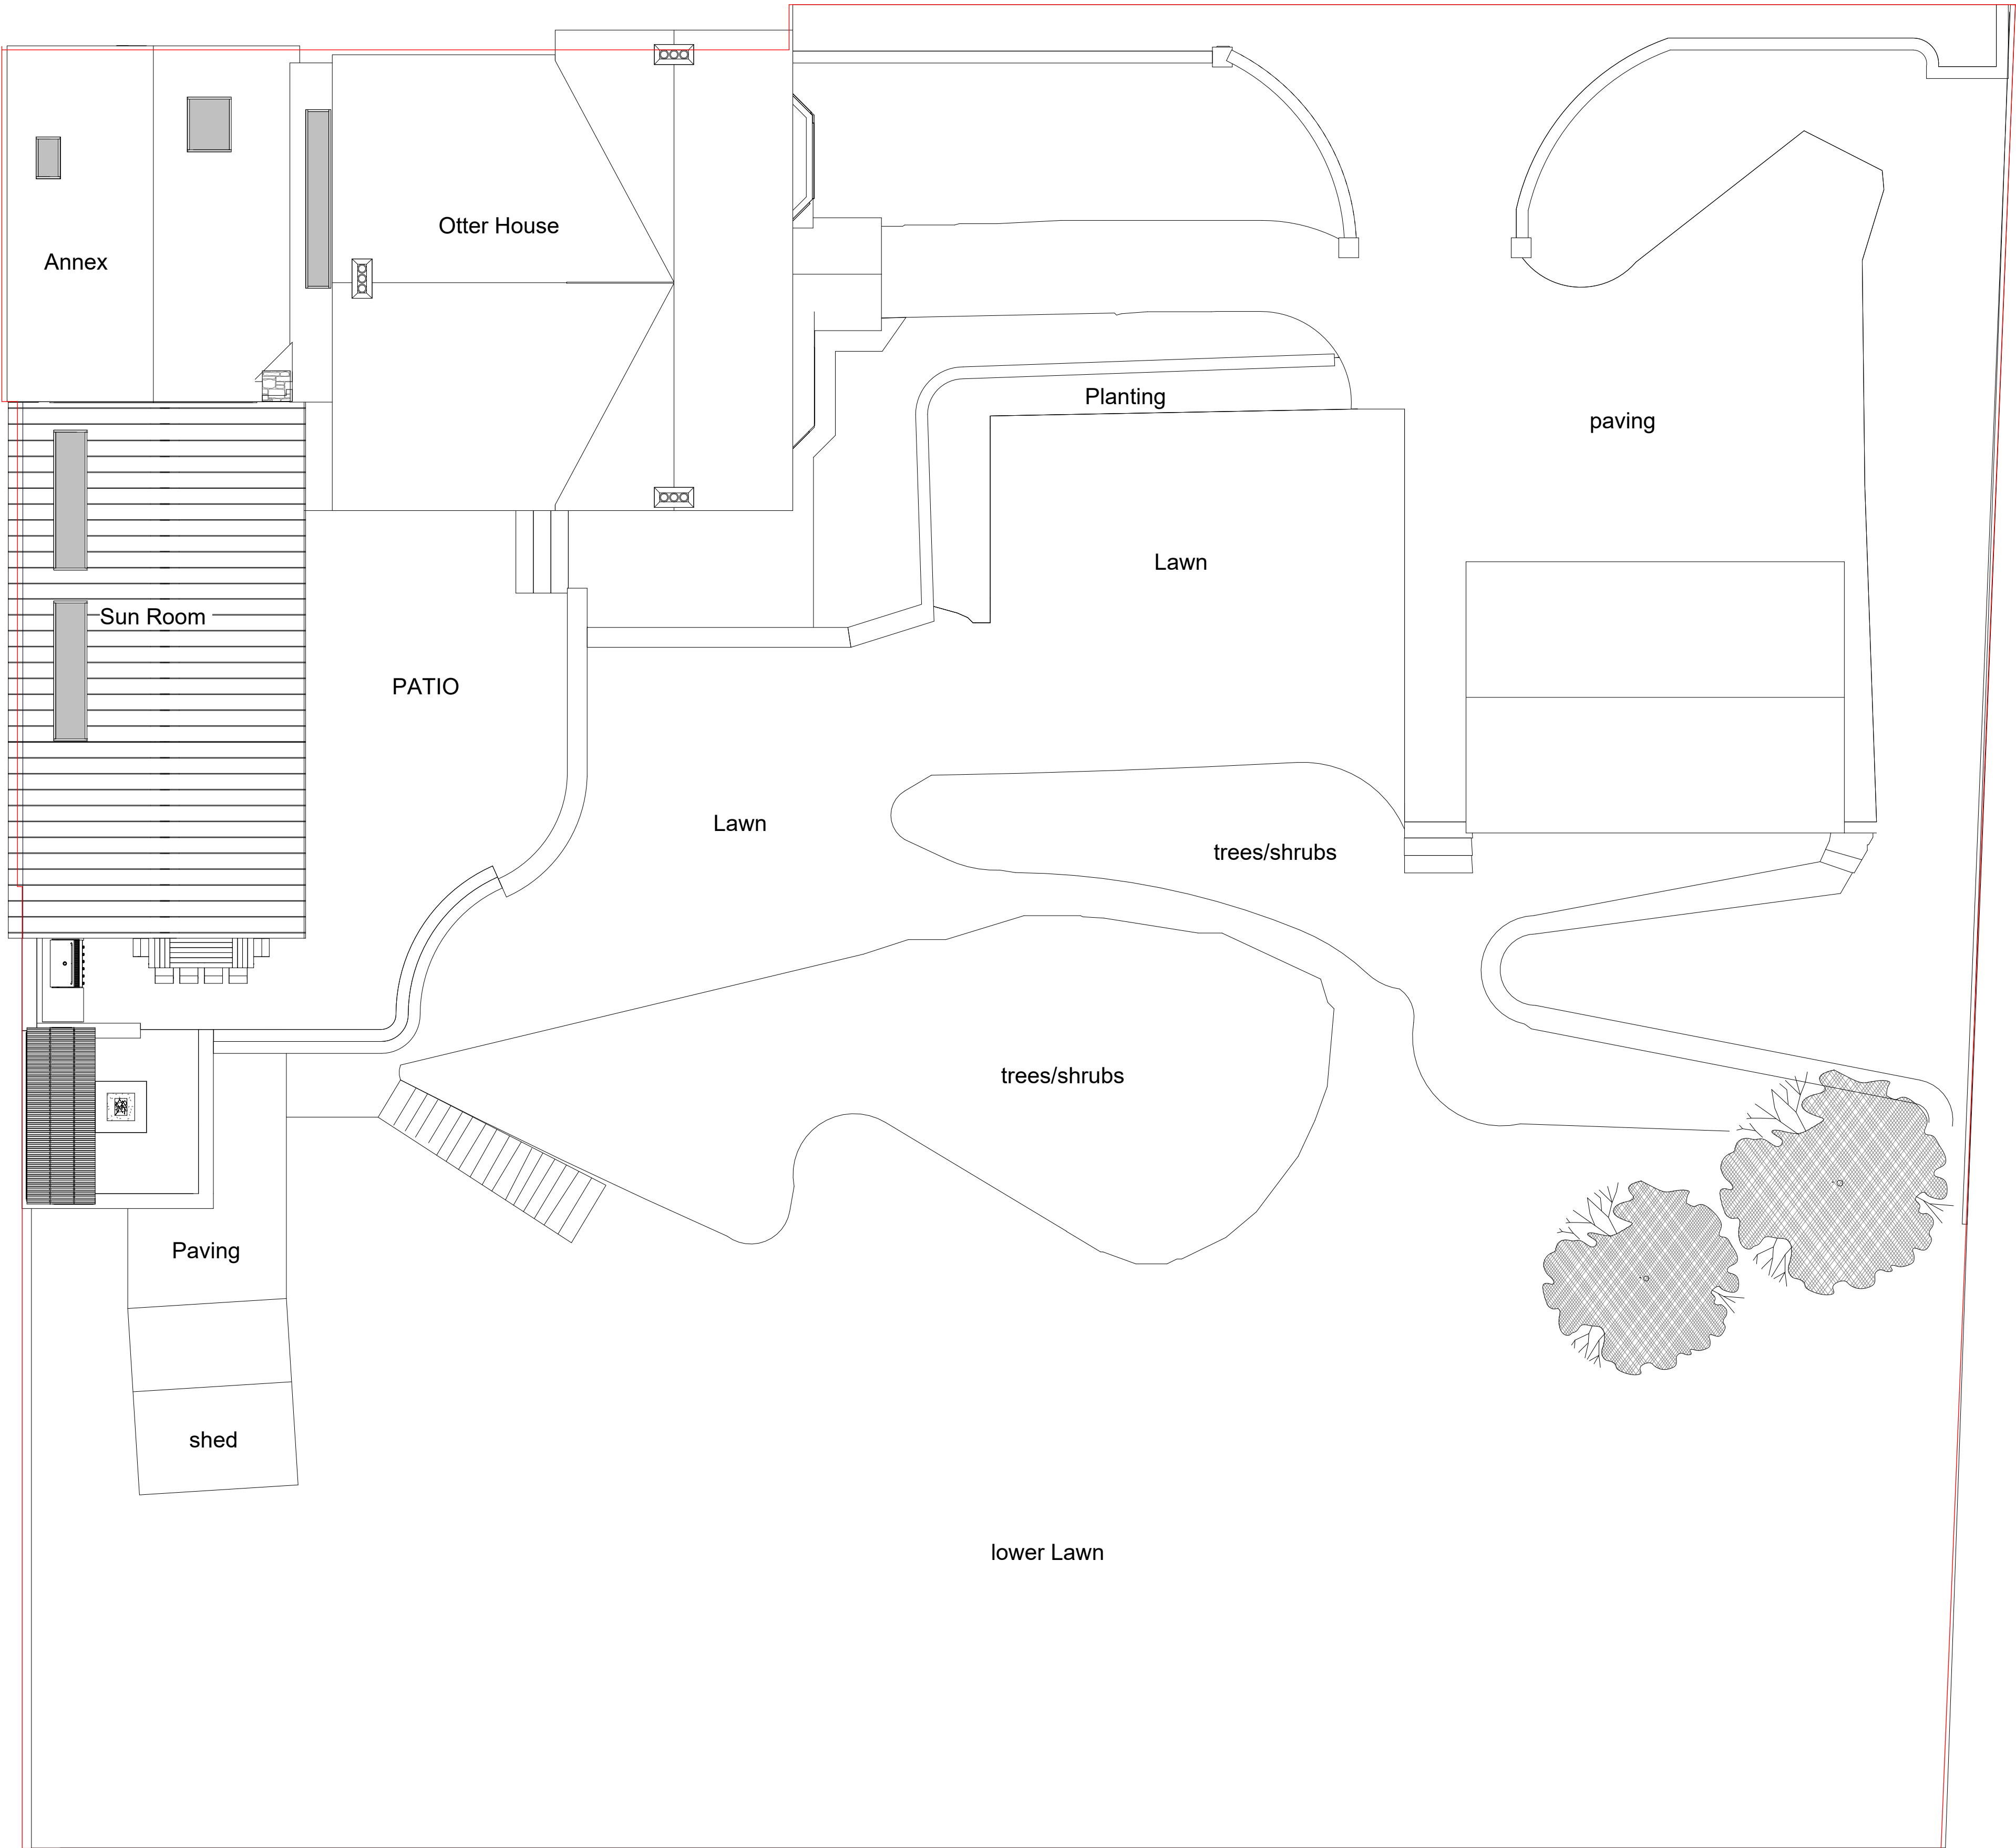 Otter House
Annex
Planting
paving
Lawn
Sun Room
PATIO
Lawn
trees/shrubs
trees/shrubs
Paving
shed
lower Lawn